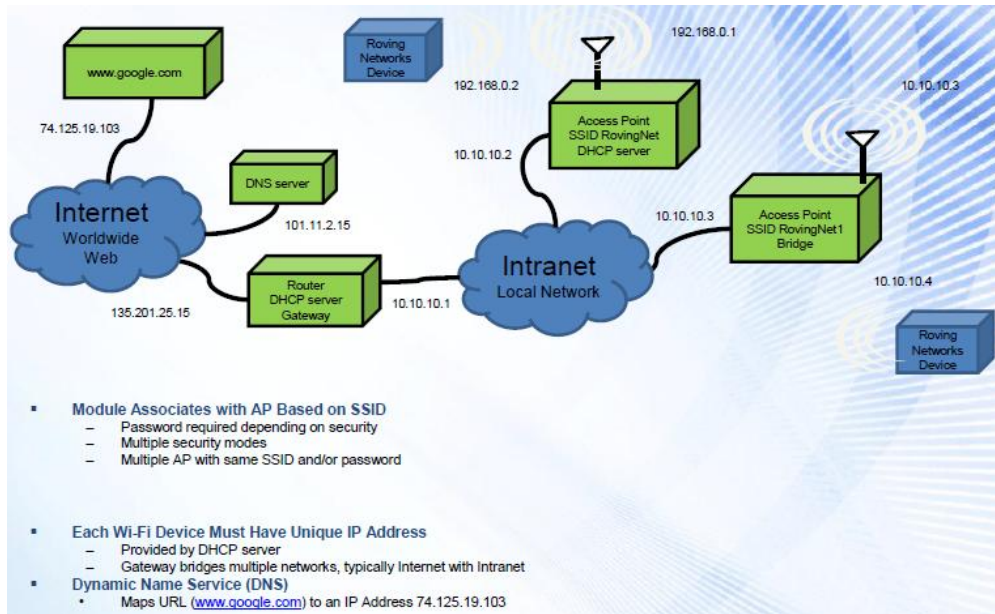 www.google.com
Roving
Networks
Device
192.168.0.1
192.168.0.2
10.10.10.3
74.125.19.103
Access Point
SSID RovingNet
DHCP server
10.10.10.2
DNS server
Internet
Worldwide
Web
101.11.2.15
10.10.10.3
Access Point
SSID RovingNet1
Bridge
Intranet
Local Network
Router
DHCP server
Gateway
135.201.25.15
10.10.10.1
10.10.10.4
Roving
Networks
Device
▪ Module Associates with AP Based on SSID
– Password required depending on security
– Multiple security modes
– Multiple AP with same SSID and/or password
▪ Each Wi-Fi Device Must Have Unique IP Address
– Provided by DHCP server
– Gateway bridges multiple networks, typically Internet with Intranet
▪ Dynamic Name Service (DNS)
• Maps URL (www.google.com) to an IP Address 74.125.19.103